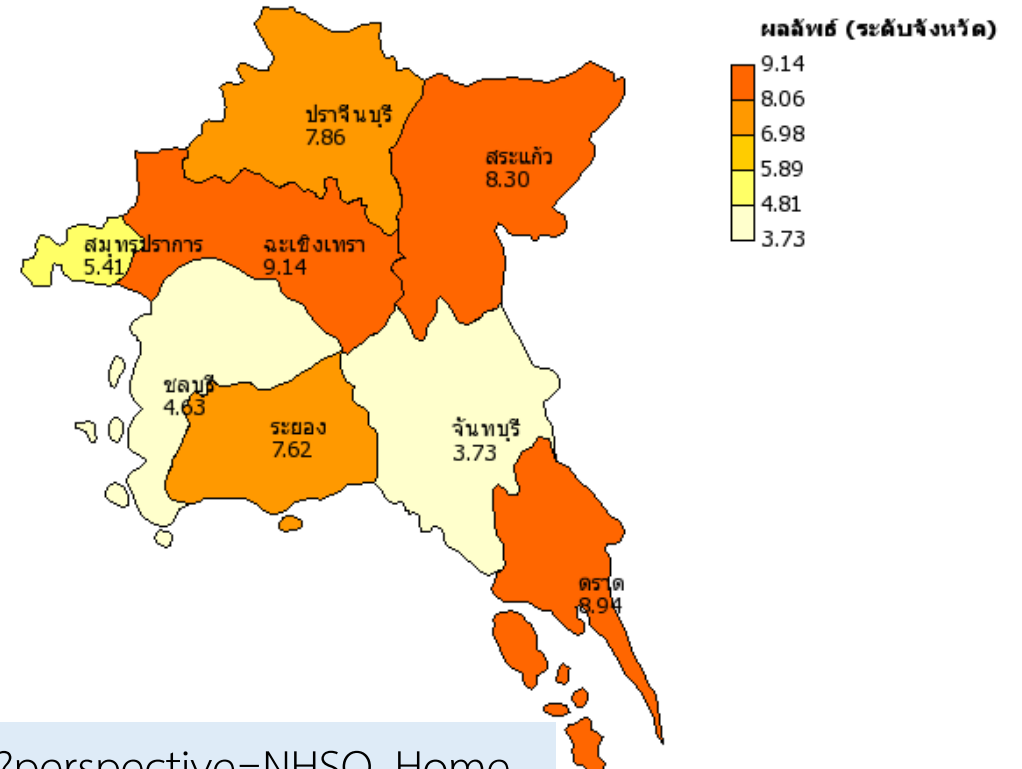 ผลลัพธ์ (ระดับจังหวัด)
9.14
8.06
6.98
5.89
4.81
3.73
ปราจีนบุรี
7.86
สระแก้ว
8.30
สมุทรปราการ
5.41
ฉะเชิงเทรา
9.14
ชลบุรี
4.63
ระยอง
7.62
จันทบุรี
3.73
ตราด
8.94
?perspective=NHSO_Home